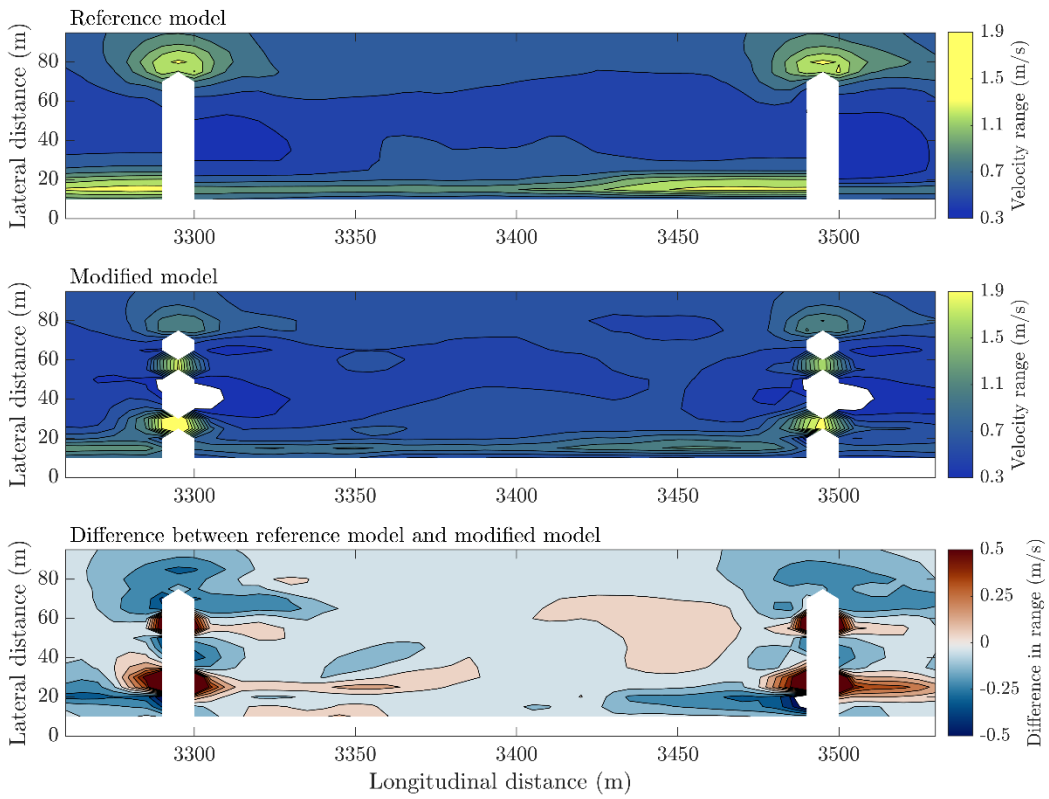 Reference model
Lateral distance (m)
80
60
40
20
0
3300 3350 3400 3450 3500
1.9
1.5
1.1
0.7
0.3
Velocity range (m/s)
Modified model
Lateral distance (m)
80
60
40
20
0
3300 3350 3400 3450 3500
1.9
1.5
1.1
0.7
0.3
Velocity range (m/s)
Difference between reference model and modified model
Lateral distance (m)
80
60
40
20
0
3300 3350 3400 3450 3500
Longitudinal distance (m)
0.5
0.25
0
-0.25
-0.5
Difference in range (m/s)